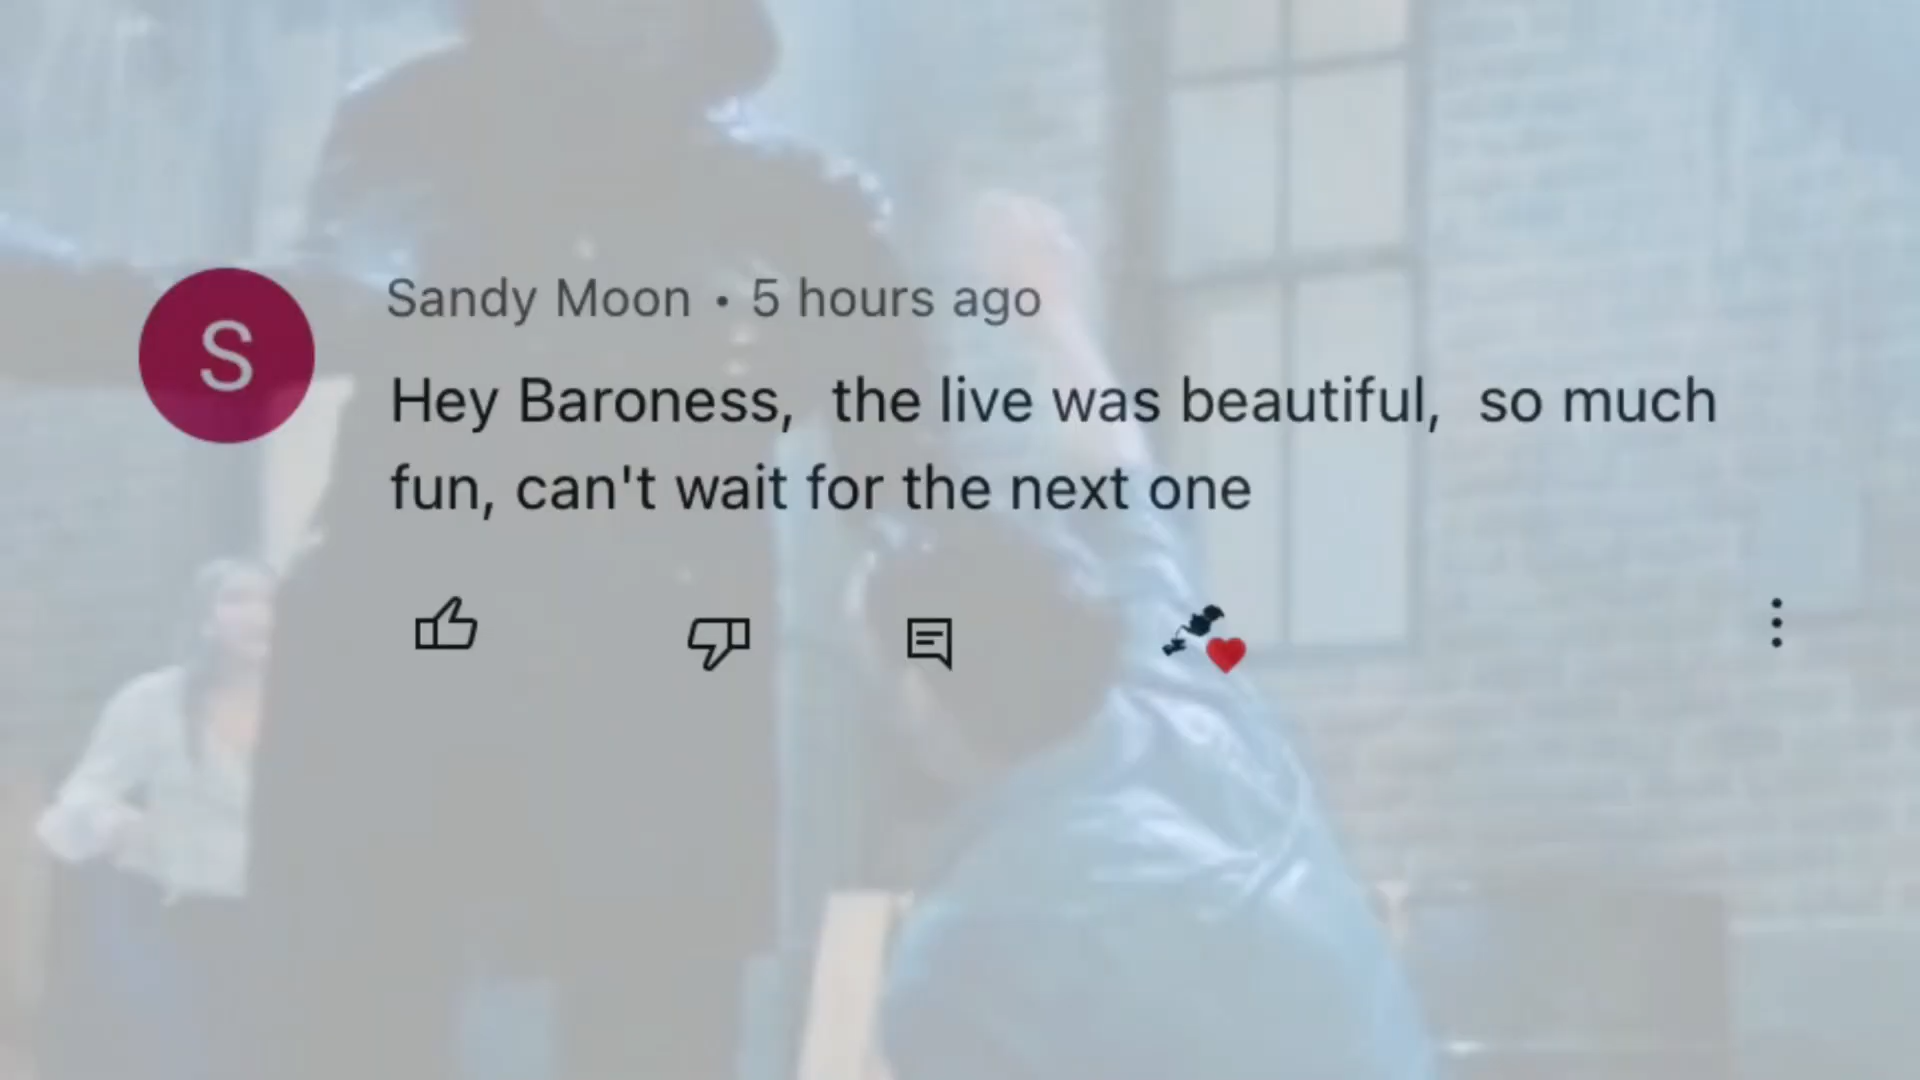 S
Sandy Moon • 5 hours ago
Hey Baroness,  the live was beautiful,  so much
fun, can't wait for the next one